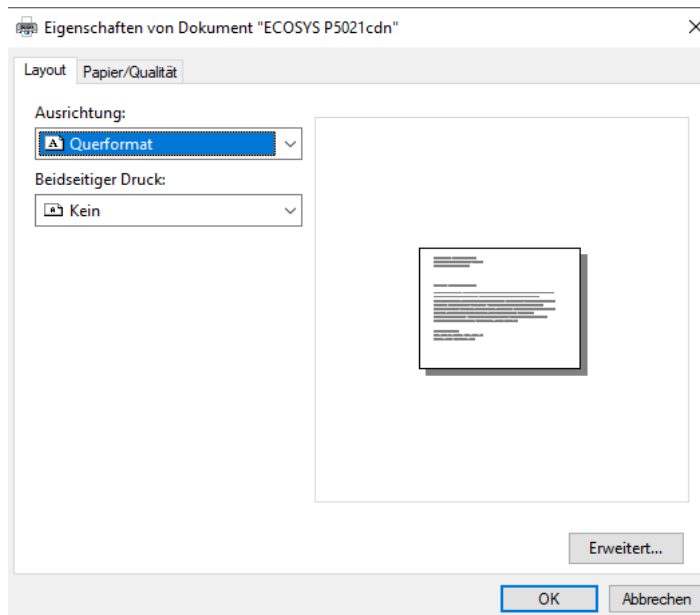 Eigenschaften von Dokument "ECOSYS P5021cdn"
Layout Papier/Qualität
Ausrichtung:
Querformat
Beidseitiger Druck:
Kein
Erweitert...
OK Abbrechen